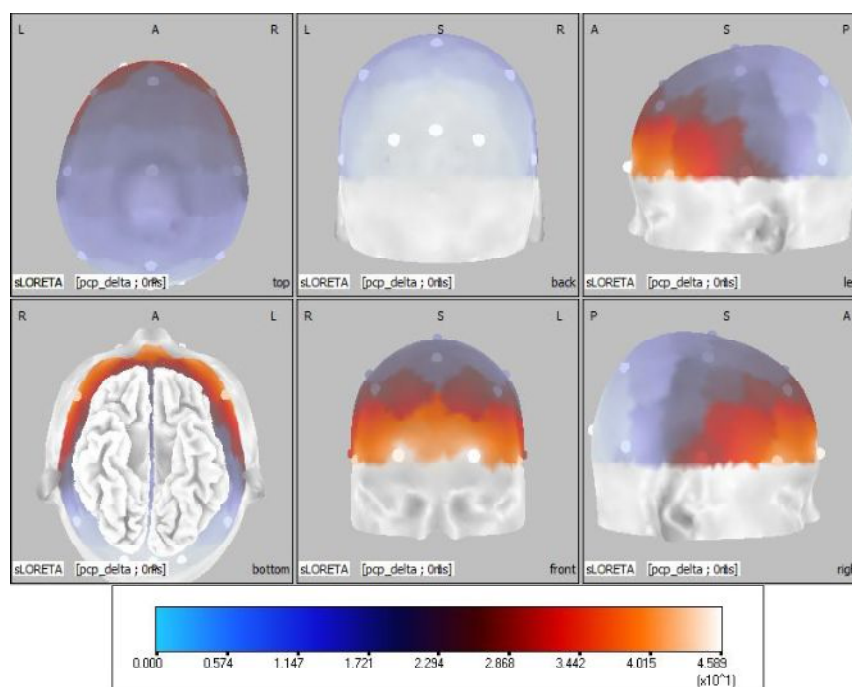 L A R
sLORETA [pcp_delta ; 0ms] top
L S R
sLORETA [pcp_delta ; 0ms] back
A S P
sLORETA [pcp_delta ; 0ms] le
R A L
sLORETA [pcp_delta ; 0ms] bottom
R S L
sLORETA [pcp_delta ; 0ms] front
P S A
sLORETA [pcp_delta ; 0ms] righ
0.000 0.574 1.147 1.721 2.294 2.868 3.442 4.015 4.589
(x10^1)